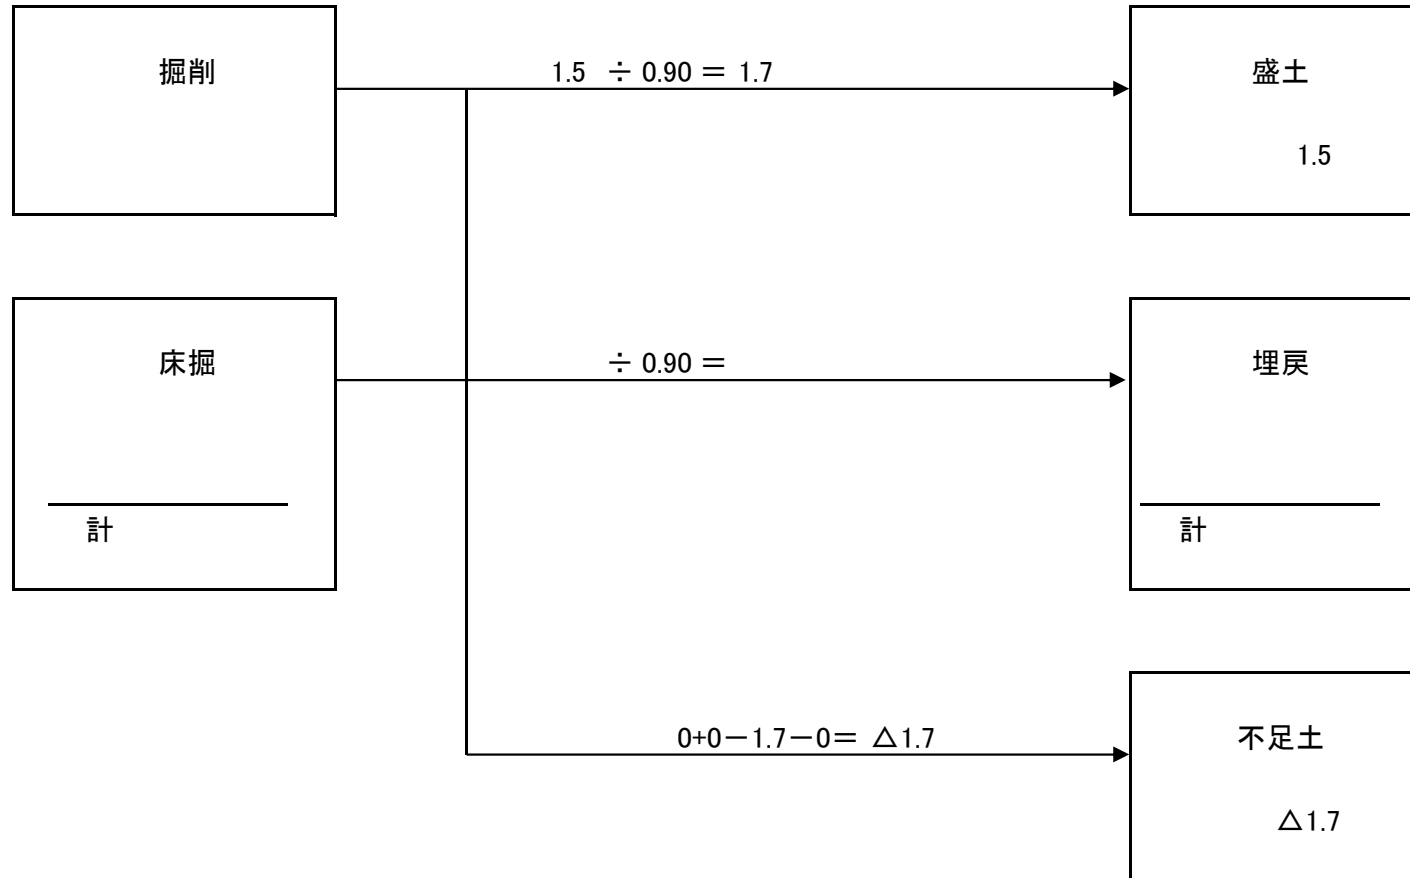 掘削
1.5 ÷ 0.90 = 1.7
盛土
1.5
床掘
÷ 0.90 =
埋戻
計
計
0+0-1.7-0= △1.7
不足土
△1.7